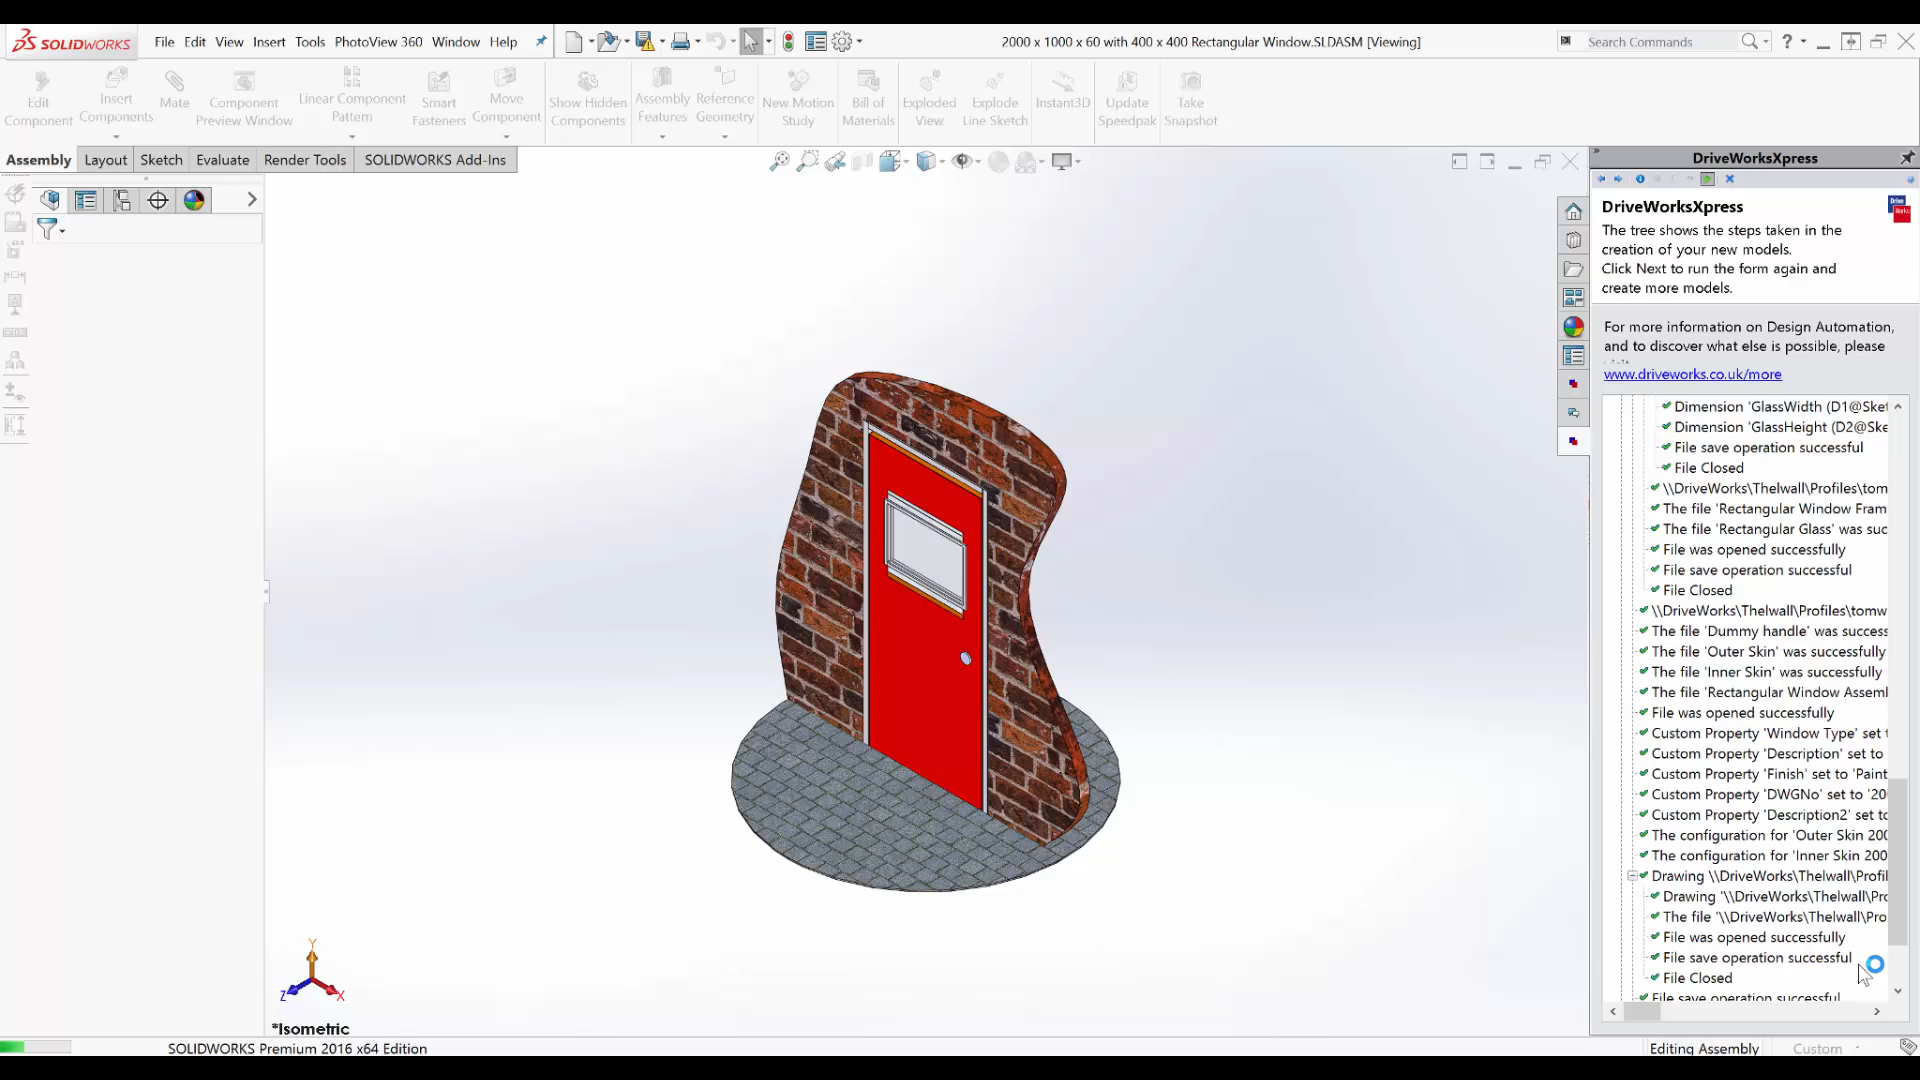 SOLIDWORKS
File Edit View Insert Tools PhotoView 360 Window Help
2000 x 1000 x 60 with 400 x 400 Rectangular Window.SLDASM [Viewing]
Search Commands
Edit Component
Insert Components
Mate
Component Preview Window
Linear Component Pattern
Smart Fasteners
Move Component
Show Hidden Components
Assembly Features
Reference Geometry
New Motion Study
Bill of Materials
Exploded View
Explode Line Sketch
Instant3D
Update Speedpak
Take Snapshot
Assembly Layout Sketch Evaluate Render Tools SOLIDWORKS Add-Ins
DriveWorksXpress
DriveWorksXpress
The tree shows the steps taken in the
creation of your new models.
Click Next to run the form again and
create more models.
For more information on Design Automation,
and to discover what else is possible, please
www.driveworks.co.uk/more
Dimension 'GlassWidth (D1@Sket
Dimension 'GlassHeight (D2@Ske
File save operation successful
File Closed
\\DriveWorks\Thelwall\Profiles\tom
The file 'Rectangular Window Fram
The file 'Rectangular Glass' was suc
File was opened successfully
File save operation successful
File Closed
\\DriveWorks\Thelwall\Profiles\tomw
The file 'Dummy handle' was success
The file 'Outer Skin' was successfully
The file 'Inner Skin' was successfully
The file 'Rectangular Window Assem
File was opened successfully
Custom Property 'Window Type' set t
Custom Property 'Description' set to
Custom Property 'Finish' set to 'Paint
Custom Property 'DWGNo' set to '20
Custom Property 'Description2' set to
The configuration for 'Outer Skin 200
The configuration for 'Inner Skin 200
Drawing \\DriveWorks\Thelwall\Profil
Drawing '\\DriveWorks\Thelwall\Pro
The file '\\DriveWorks\Thelwall\Pro
File was opened successfully
File save operation successful
File Closed
File save operation successful
Y
Z
X
*Isometric
SOLIDWORKS Premium 2016 x64 Edition
Editing Assembly
Custom